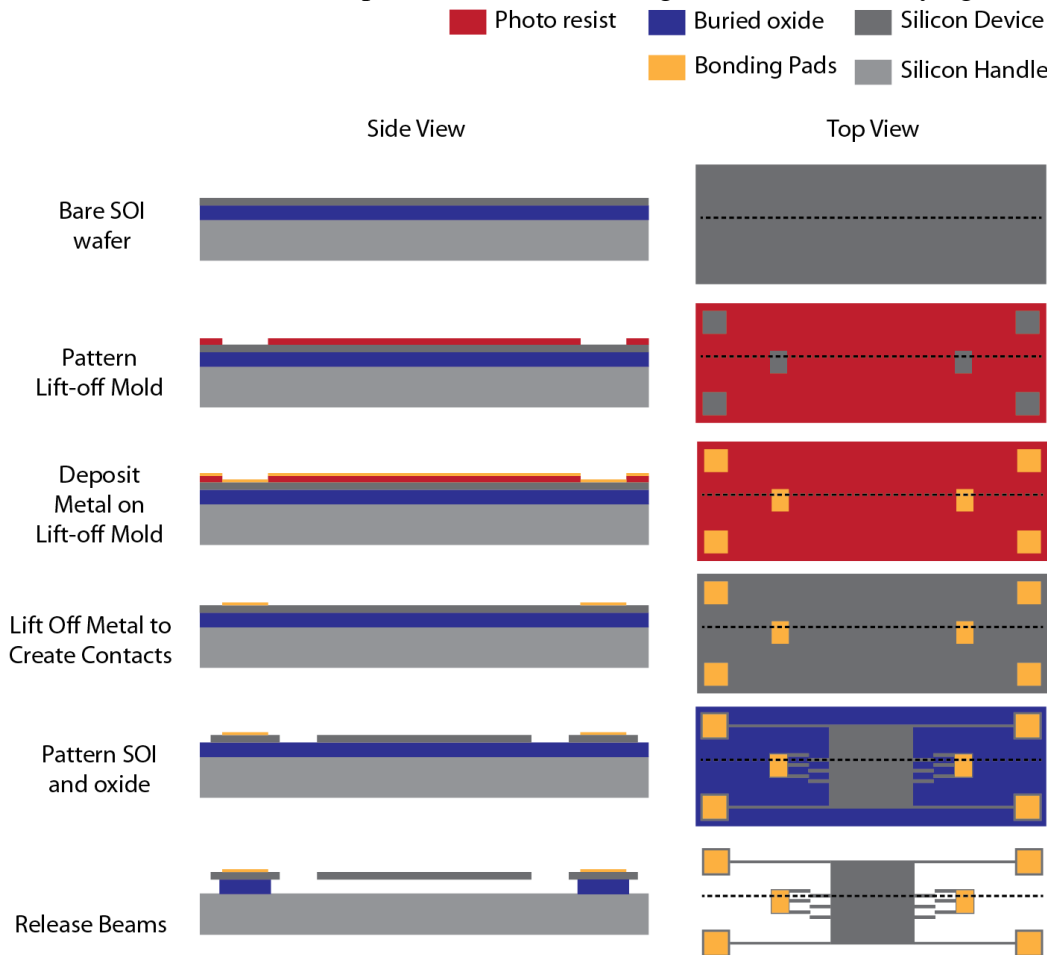 Photo resist
Buried oxide
Silicon Device
Bonding Pads
Silicon Handle
Side View
Top View
Bare SOI
wafer
Pattern
Lift-off Mold
Deposit
Metal on
Lift-off Mold
Lift Off Metal to
Create Contacts
Pattern SOI
and oxide
Release Beams